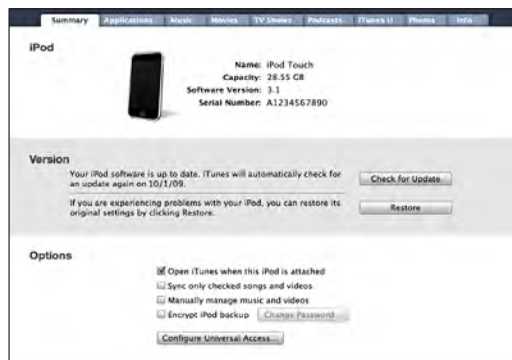 Summary Applications Music Movies TV Shows Podcasts iTunes U Photos Info
iPod
Name: iPod Touch
Capacity: 28.55 GB
Software Version: 3.1
Serial Number: A1234567890
Version
Your iPod software is up to date. iTunes will automatically check for
an update again on 10/1/09.
Check for Update
If you are experiencing problems with your iPod, you can restore its
original settings by clicking Restore.
Restore
Options
Open iTunes when this iPod is attached
Sync only checked songs and videos
Manually manage music and videos
Encrypt iPod backup Change Password...
Configure Universal Access...